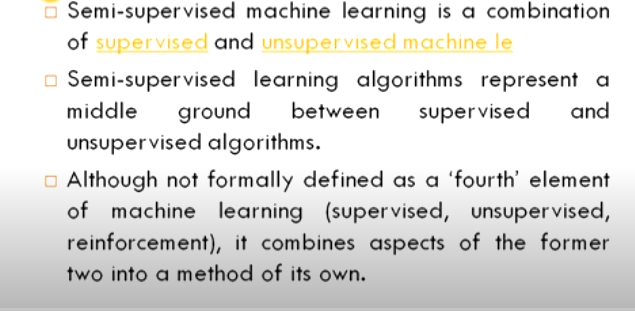 Semi-supervised machine learning is a combination
of supervised and unsupervised machine le
Semi-supervised learning algorithms represent a
middle ground between supervised and
unsupervised algorithms.
Although not formally defined as a ‘fourth’ element
of machine learning (supervised, unsupervised,
reinforcement), it combines aspects of the former
two into a method of its own.